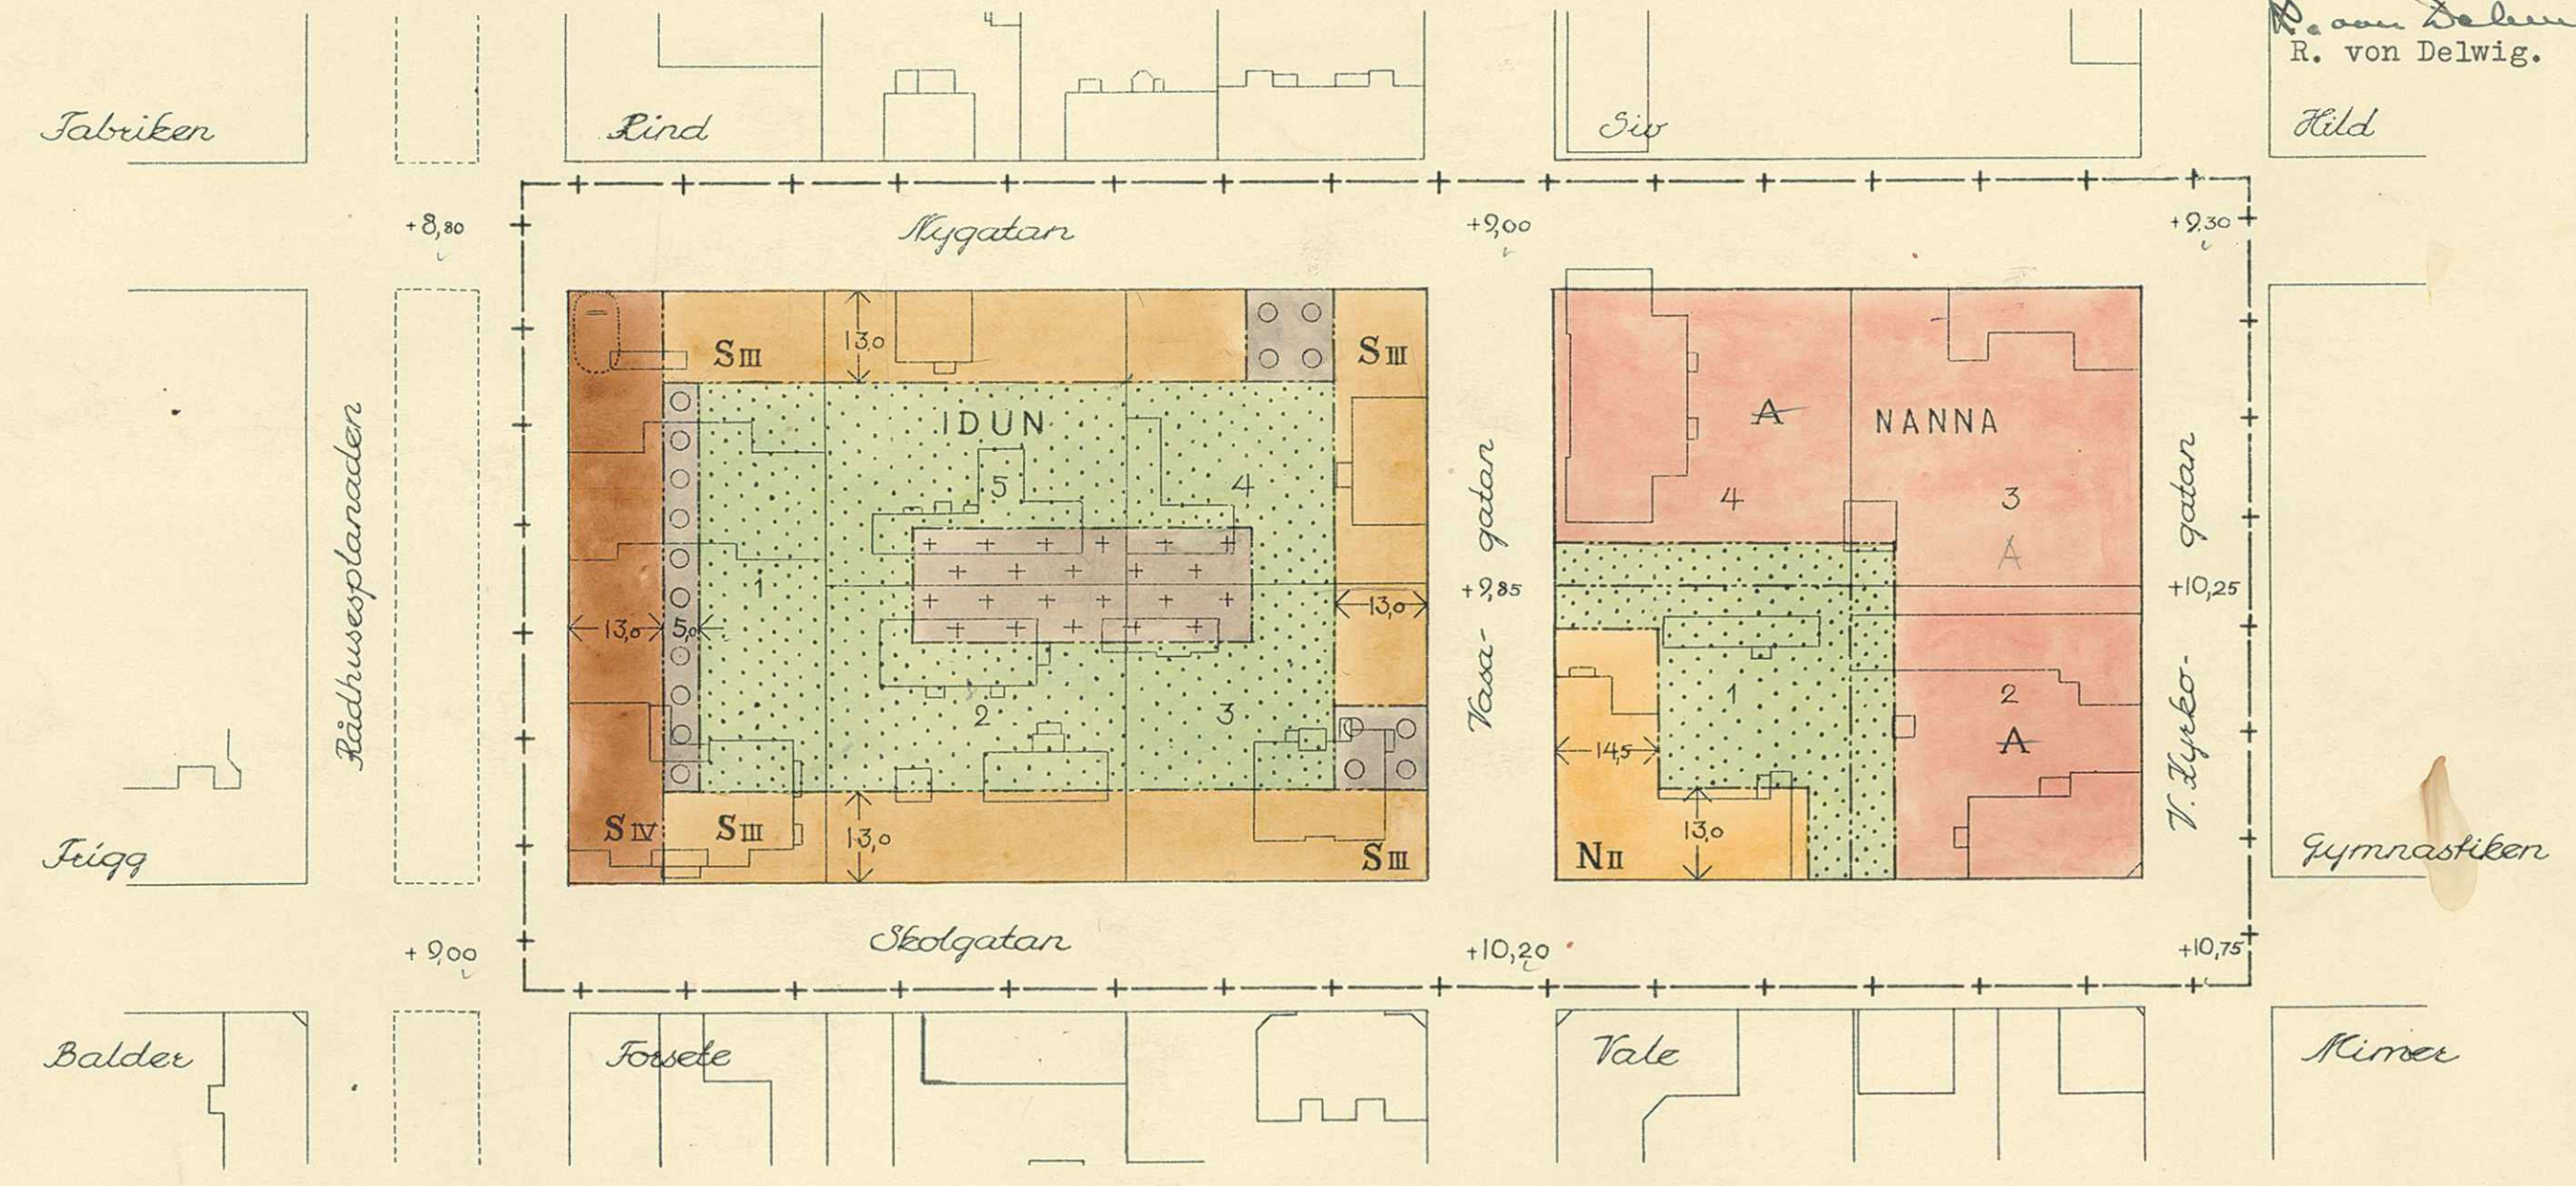 R. von Delwig.
Fabriken
Rind
Siv
Hild
+8,80
Nygatan
+9,00
+9,30
S III
13,0
S III
IDUN
A
NANNA
5
4
4
3
A
Rådhusesplanaden
1
13,0
5,0
13,0
Vasa- gatan
+9,85
+10,25
V. Kyrko- gatan
2
3
1
2
A
14,5
S IV
S III
13,0
S III
N II
13,0
Frigg
Gymnastiken
+9,00
Skolgatan
+10,20
+10,75
Balder
Forsete
Vale
Mimer